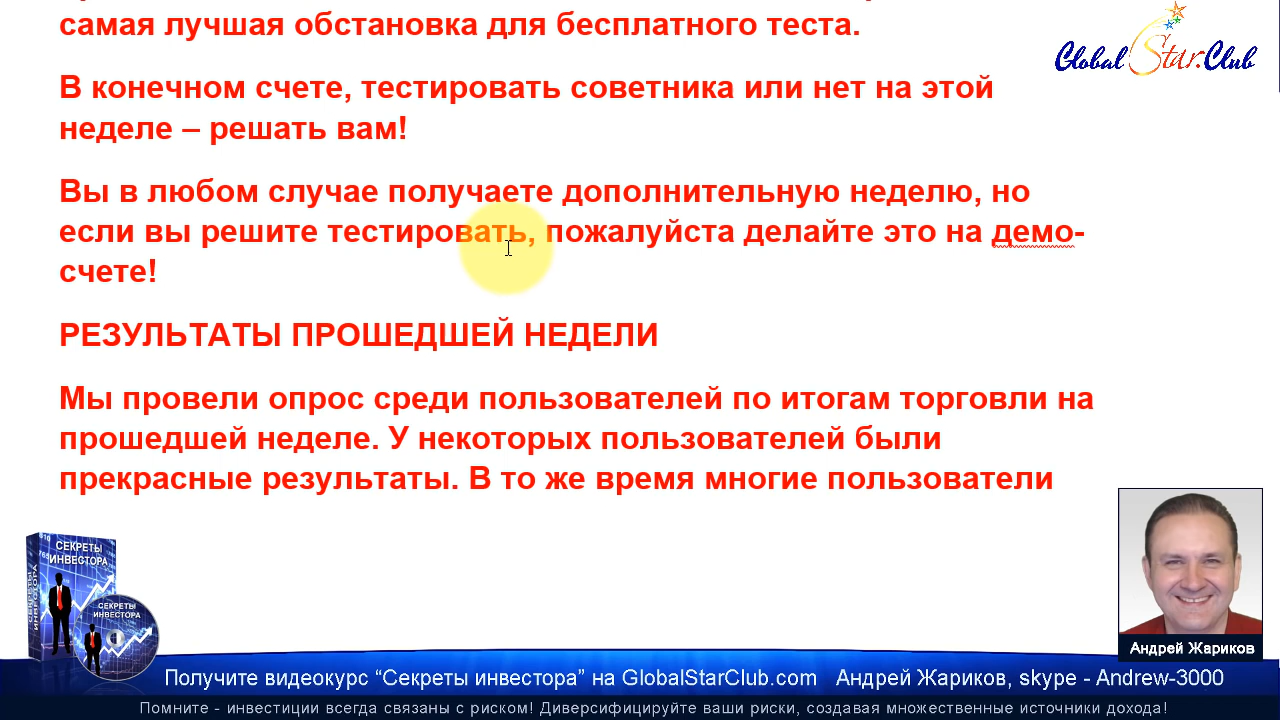 самая лучшая обстановка для бесплатного теста.
Global Star.Club
В конечном счете, тестировать советника или нет на этой
неделе – решать вам!
Вы в любом случае получаете дополнительную неделю, но
если вы решите тестировать, пожалуйста делайте это на демо-
счете!
РЕЗУЛЬТАТЫ ПРОШЕДШЕЙ НЕДЕЛИ
Мы провели опрос среди пользователей по итогам торговли на
прошедшей неделе. У некоторых пользователей были
прекрасные результаты. В то же время многие пользователи
СЕКРЕТЫ
ИНВЕСТОРА
СЕКРЕТЫ
ИНВЕСТОРА
СЕКРЕТЫ
ИНВЕСТОРА
Андрей Жариков
Получите видеокурс “Секреты инвестора” на GlobalStarClub.com Андрей Жариков, skype - Andrew-3000
Помните - инвестиции всегда связаны с риском! Диверсифицируйте ваши риски, создавая множественные источники дохода!